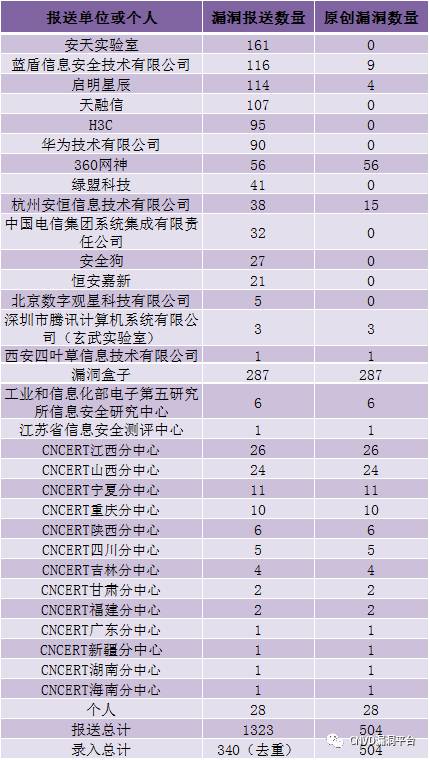 报送单位或个人 漏洞报送数量 原创漏洞数量
安天实验室 161 0
蓝盾信息安全技术有限公司 116 9
启明星辰 114 4
天融信 107 0
H3C 95 0
华为技术有限公司 90 0
360网神 56 56
绿盟科技 41 0
杭州安恒信息技术有限公司 38 15
中国电信集团系统集成有限责
任公司 32 0
安全狗 27 0
恒安嘉新 21 0
北京数字观星科技有限公司 5 0
深圳市腾讯计算机系统有限公
司（玄武实验室） 3 3
西安四叶草信息技术有限公司 1 1
漏洞盒子 287 287
工业和信息化部电子第五研究
所信息安全研究中心 6 6
江苏省信息安全测评中心 1 1
CNCERT江西分中心 26 26
CNCERT山西分中心 24 24
CNCERT宁夏分中心 11 11
CNCERT重庆分中心 10 10
CNCERT陕西分中心 6 6
CNCERT四川分中心 5 5
CNCERT吉林分中心 4 4
CNCERT甘肃分中心 2 2
CNCERT福建分中心 2 2
CNCERT广东分中心 1 1
CNCERT新疆分中心 1 1
CNCERT湖南分中心 1 1
CNCERT海南分中心 1 1
个人 28 28
报送总计 1323 504
录入总计 340（去重） 504
CNVD漏洞平台